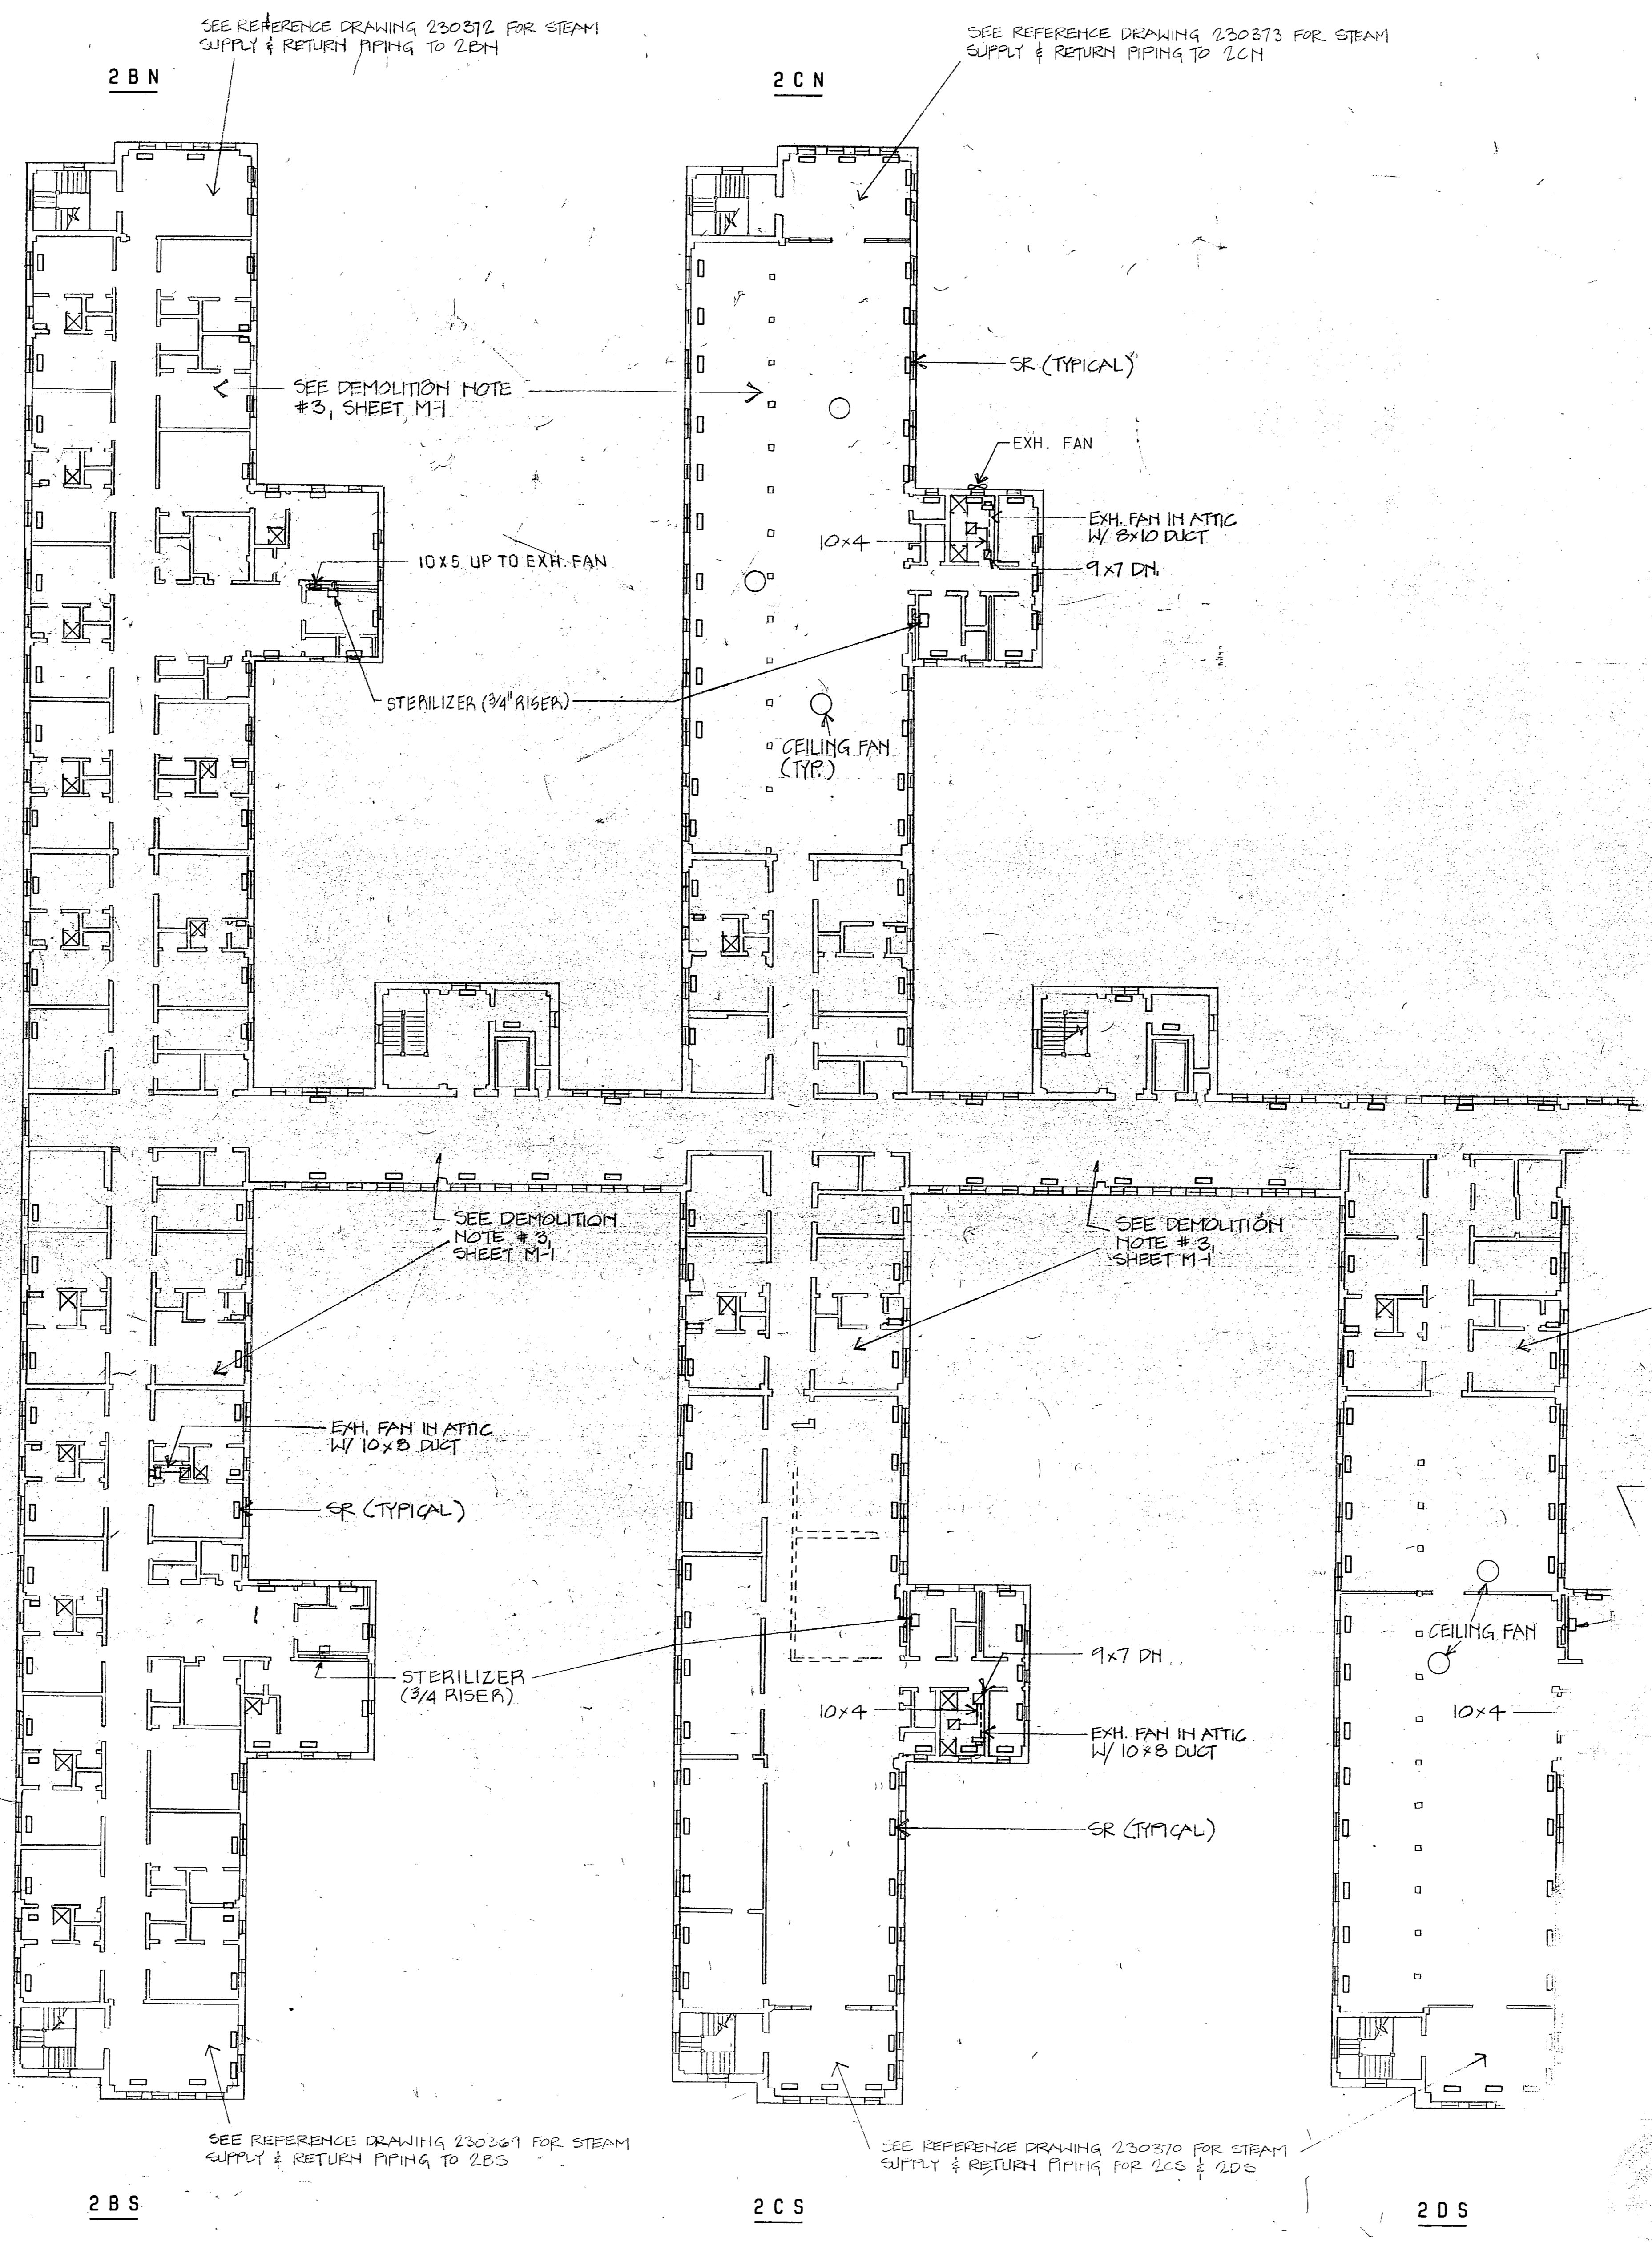 SEE REFERENCE DRAWING 230372 FOR STEAM
SUPPLY & RETURN PIPING TO 2BN
SEE REFERENCE DRAWING 230373 FOR STEAM
SUPPLY & RETURN PIPING TO 2CN
2BN
2CN
SR (TYPICAL)
SEE DEMOLITION NOTE
#3, SHEET M-1
EXH. FAN
EXH. FAN IN ATTIC
W/ 8x10 DUCT
10x4
9x7 DN.
10x5 UP TO EXH. FAN
STERILIZER (3/4" RISER)
CEILING FAN
(TYP.)
SEE DEMOLITION
NOTE #3,
SHEET M-1
SEE DEMOLITION
NOTE #3,
SHEET M-1
EXH. FAN IN ATTIC
W/ 10x8 DUCT
SR (TYPICAL)
CEILING FAN
9x7 DN.
STERILIZER
(3/4 RISER)
10x4
10x4
EXH. FAN IN ATTIC
W/ 10x8 DUCT
SR (TYPICAL)
SEE REFERENCE DRAWING 230369 FOR STEAM
SUPPLY & RETURN PIPING TO 2BS
SEE REFERENCE DRAWING 230370 FOR STEAM
SUPPLY & RETURN PIPING FOR 2CS & 2DS
2BS
2CS
2DS